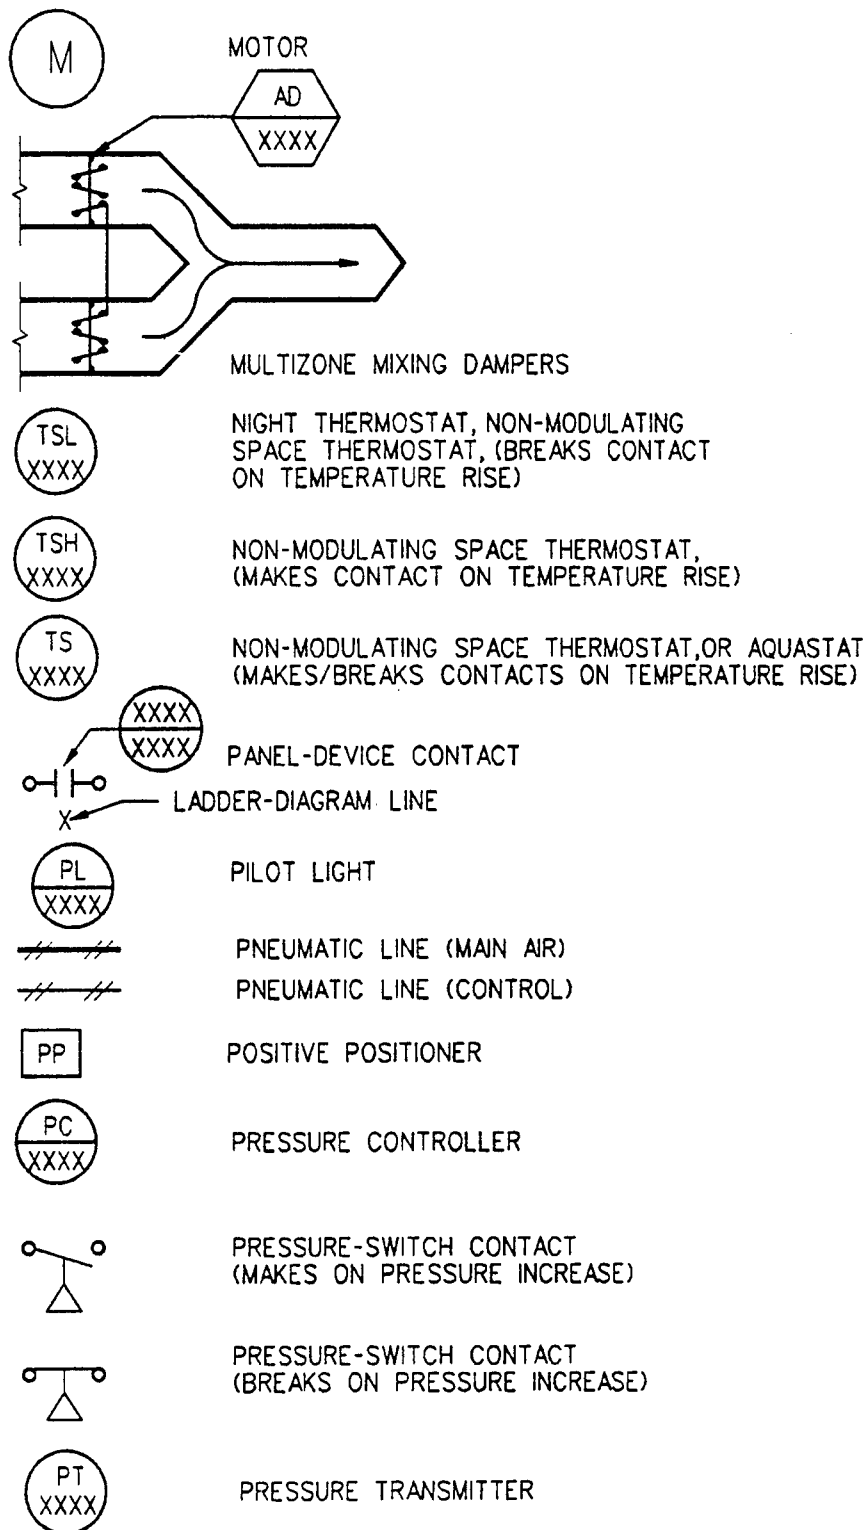 M
MOTOR
AD
XXXX
MULTIZONE MIXING DAMPERS
TSL
XXXX
NIGHT THERMOSTAT, NON-MODULATING
SPACE THERMOSTAT, (BREAKS CONTACT
ON TEMPERATURE RISE)
TSH
XXXX
NON-MODULATING SPACE THERMOSTAT,
(MAKES CONTACT ON TEMPERATURE RISE)
TS
XXXX
NON-MODULATING SPACE THERMOSTAT,OR AQUASTAT
(MAKES/BREAKS CONTACTS ON TEMPERATURE RISE)
XXXX
XXXX
PANEL-DEVICE CONTACT
X
LADDER-DIAGRAM LINE
PL
XXXX
PILOT LIGHT
PNEUMATIC LINE (MAIN AIR)
PNEUMATIC LINE (CONTROL)
PP
POSITIVE POSITIONER
PC
XXXX
PRESSURE CONTROLLER
PRESSURE-SWITCH CONTACT
(MAKES ON PRESSURE INCREASE)
PRESSURE-SWITCH CONTACT
(BREAKS ON PRESSURE INCREASE)
PT
XXXX
PRESSURE TRANSMITTER